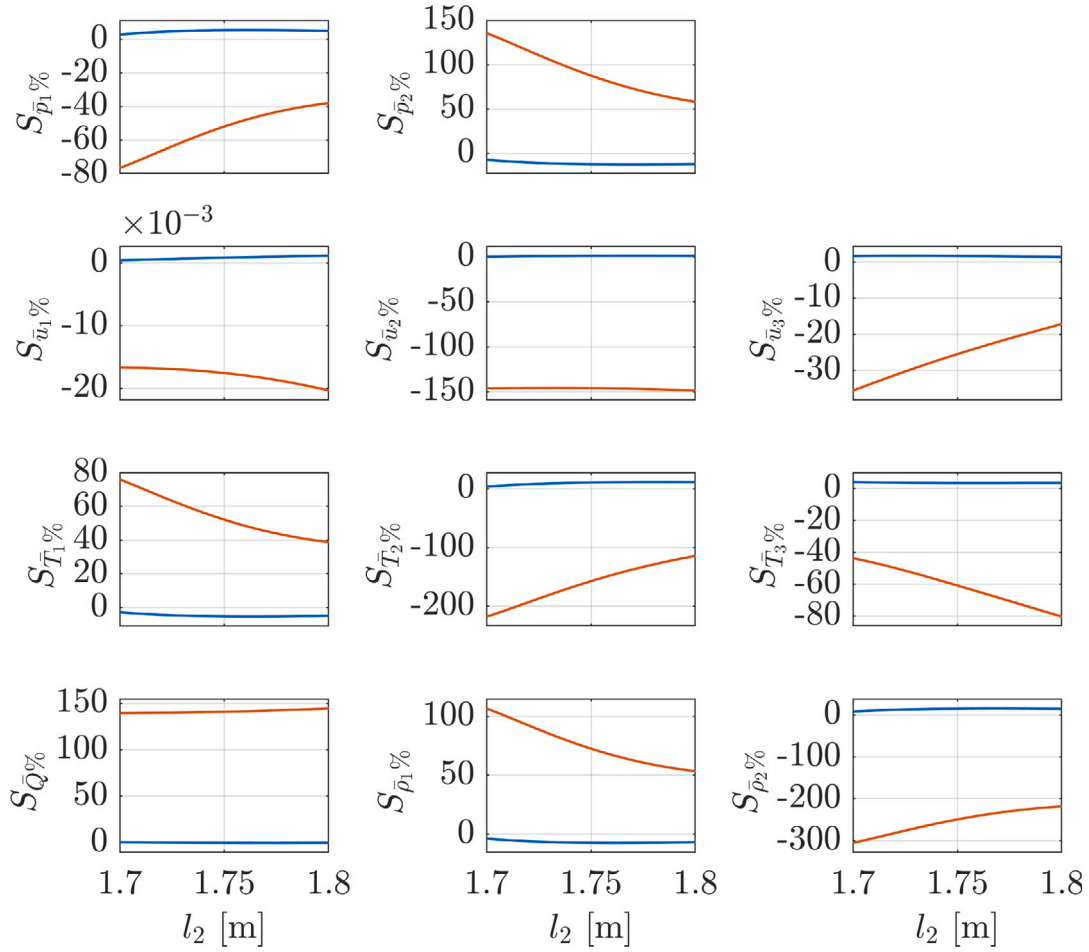 S_{\bar{p}_1\%} 0 -20 -40 -60 -80
S_{\bar{p}_2\%} 150 100 50 0
×10^{-3}
S_{\bar{u}_1\%} 0 -10 -20
S_{\bar{u}_2\%} 0 -50 -100 -150
S_{\bar{u}_3\%} 0 -10 -20 -30
S_{\bar{T}_1\%} 80 60 40 20 0
S_{\bar{T}_2\%} 0 -100 -200
S_{\bar{T}_3\%} 0 -20 -40 -60 -80
S_{\bar{Q}\%} 150 100 50 0
S_{\bar{ρ}_1\%} 100 50 0
S_{\bar{ρ}_2\%} 0 -100 -200 -300
1.7 1.75 1.8 1.7 1.75 1.8 1.7 1.75 1.8
l_2 [m] l_2 [m] l_2 [m]